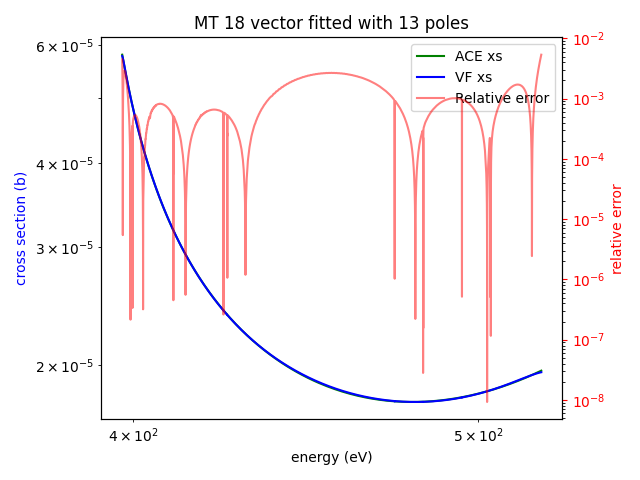 MT 18 vector fitted with 13 poles
ACE xs
VF xs
Relative error
6 × 10⁻⁵
4 × 10⁻⁵
3 × 10⁻⁵
2 × 10⁻⁵
cross section (b)
10⁻²
10⁻³
10⁻⁴
10⁻⁵
10⁻⁶
10⁻⁷
10⁻⁸
relative error
4 × 10²
5 × 10²
energy (eV)